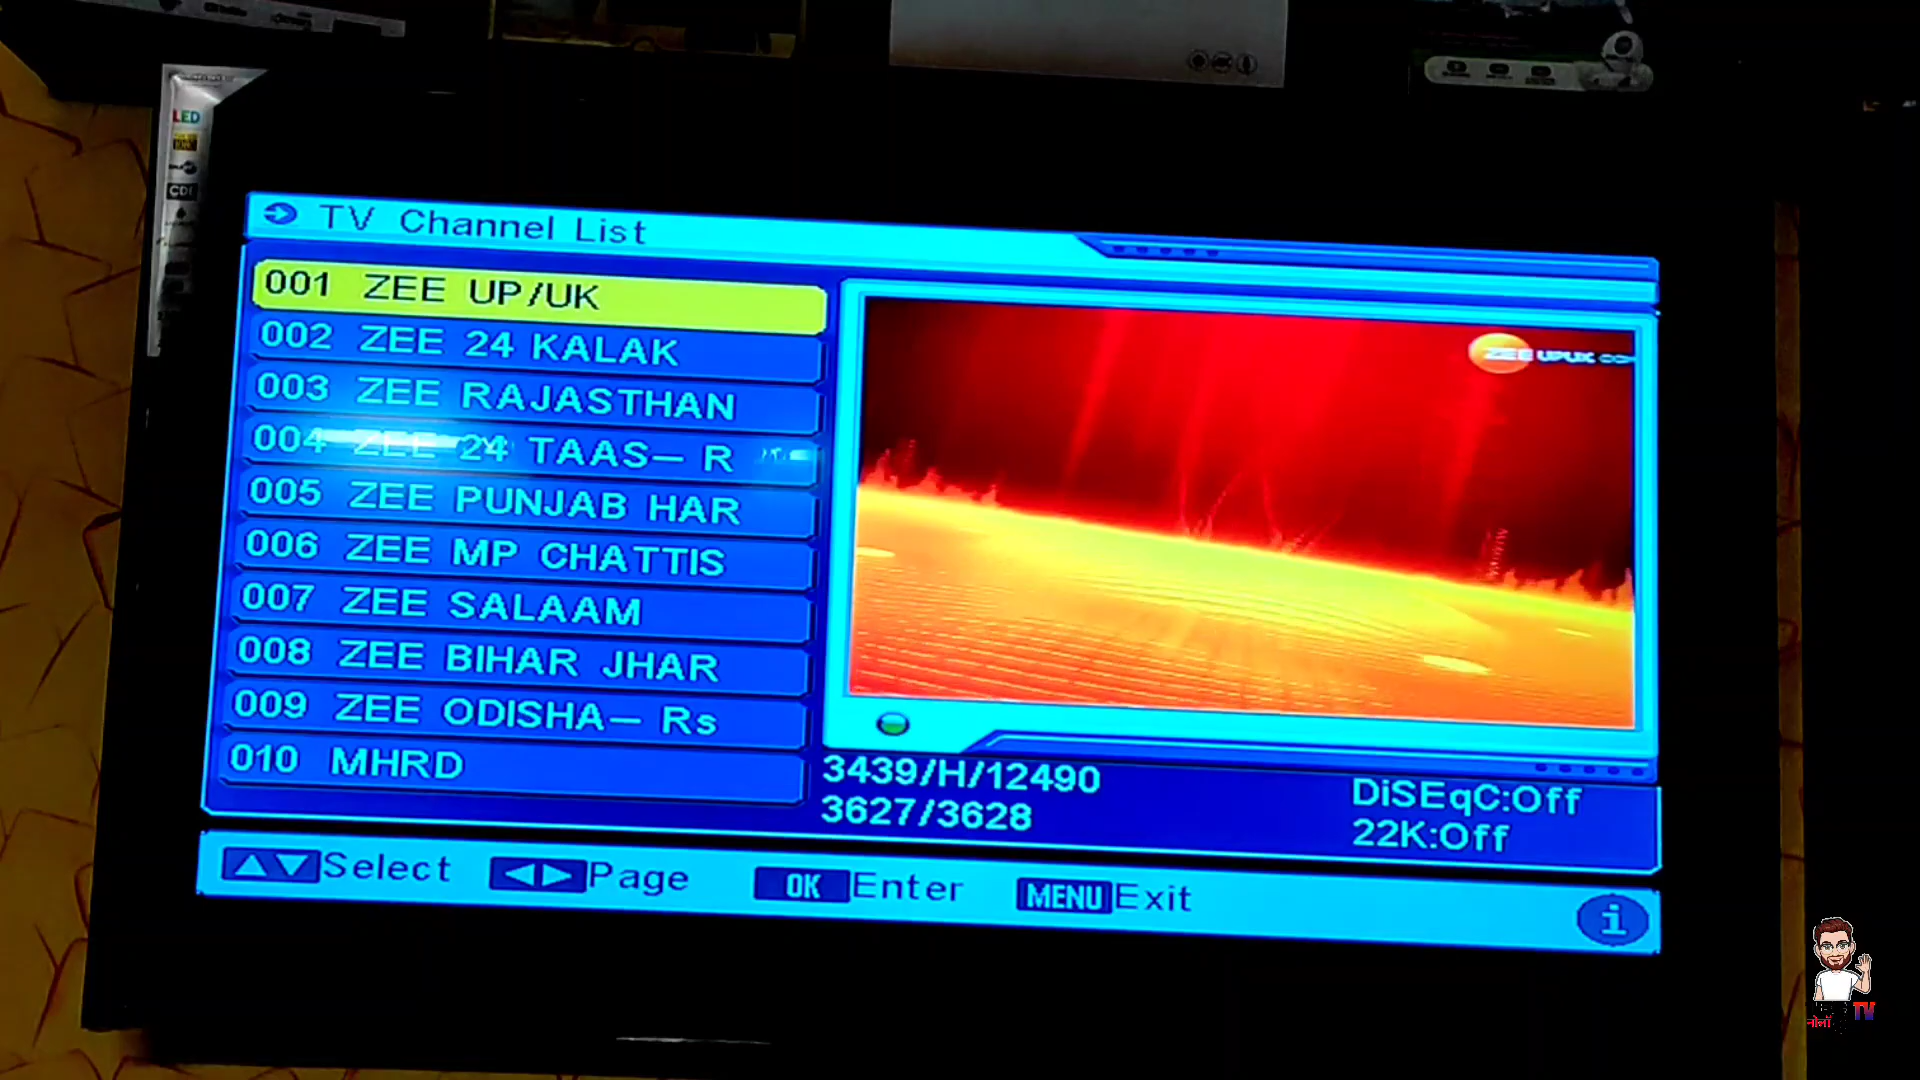 LED
TV Channel List
001 ZEE UP/UK
002 ZEE 24 KALAK
003 ZEE RAJASTHAN
004 ZEE 24 TAAS– R
005 ZEE PUNJAB HAR
006 ZEE MP CHATTIS
007 ZEE SALAAM
008 ZEE BIHAR JHAR
009 ZEE ODISHA– Rs
010 MHRD
ZEE UPUK
3439/H/12490
3627/3628
DiSEqC:Off
22K:Off
Select Page OK Enter MENU Exit
i
TV